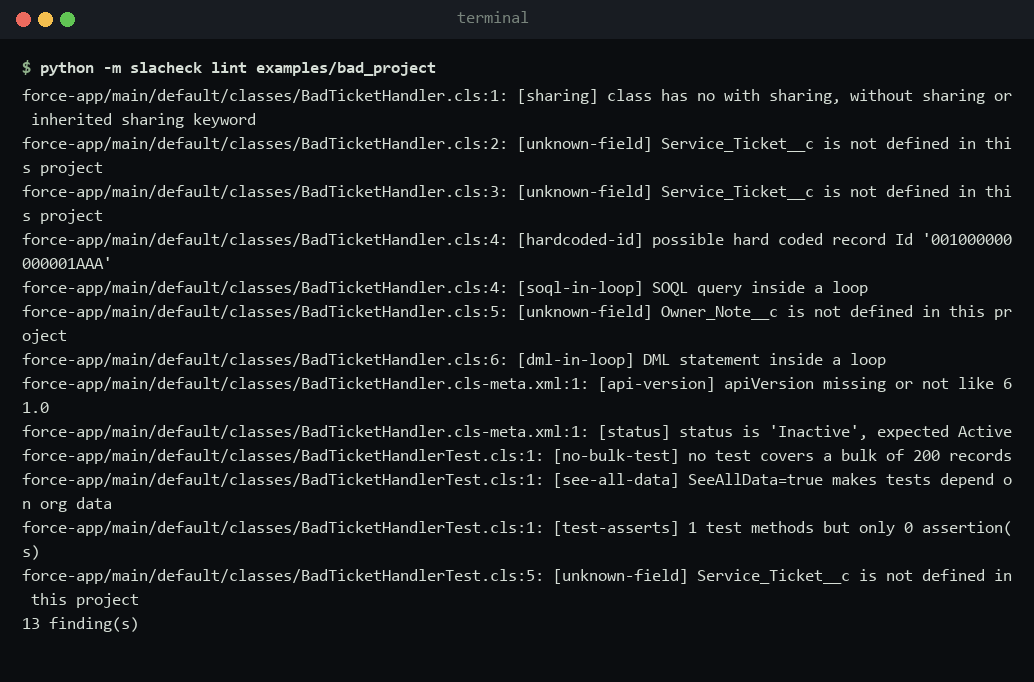 terminal
$ python -m slacheck lint examples/bad_project
force-app/main/default/classes/BadTicketHandler.cls:1: [sharing] class has no with sharing, without sharing or
 inherited sharing keyword
force-app/main/default/classes/BadTicketHandler.cls:2: [unknown-field] Service_Ticket__c is not defined in thi
s project
force-app/main/default/classes/BadTicketHandler.cls:3: [unknown-field] Service_Ticket__c is not defined in thi
s project
force-app/main/default/classes/BadTicketHandler.cls:4: [hardcoded-id] possible hard coded record Id '001000000
000001AAA'
force-app/main/default/classes/BadTicketHandler.cls:4: [soql-in-loop] SOQL query inside a loop
force-app/main/default/classes/BadTicketHandler.cls:5: [unknown-field] Owner_Note__c is not defined in this pr
oject
force-app/main/default/classes/BadTicketHandler.cls:6: [dml-in-loop] DML statement inside a loop
force-app/main/default/classes/BadTicketHandler.cls-meta.xml:1: [api-version] apiVersion missing or not like 6
1.0
force-app/main/default/classes/BadTicketHandler.cls-meta.xml:1: [status] status is 'Inactive', expected Active
force-app/main/default/classes/BadTicketHandlerTest.cls:1: [no-bulk-test] no test covers a bulk of 200 records
force-app/main/default/classes/BadTicketHandlerTest.cls:1: [see-all-data] SeeAllData=true makes tests depend o
n org data
force-app/main/default/classes/BadTicketHandlerTest.cls:1: [test-asserts] 1 test methods but only 0 assertion(
s)
force-app/main/default/classes/BadTicketHandlerTest.cls:5: [unknown-field] Service_Ticket__c is not defined in
 this project
13 finding(s)